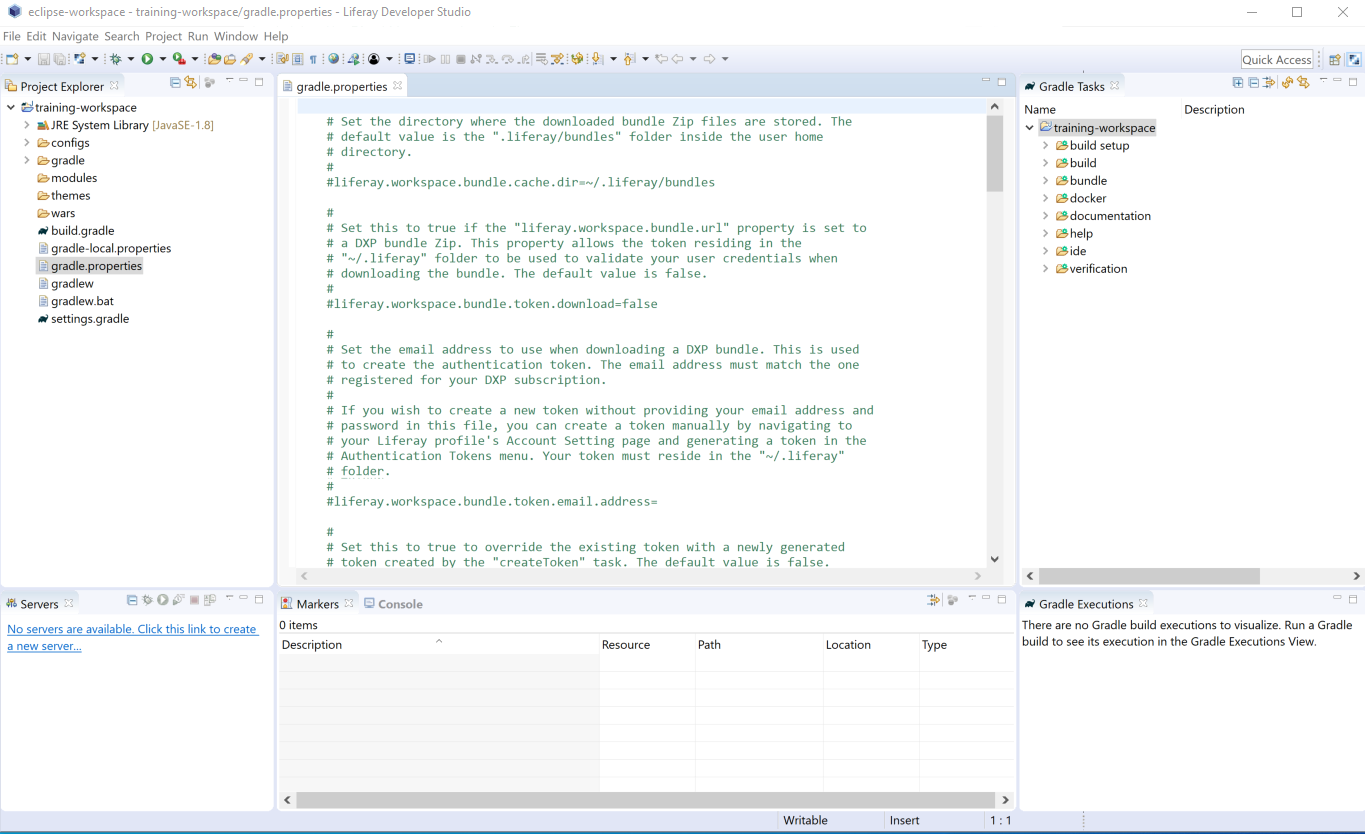 eclipse-workspace - training-workspace/gradle.properties - Liferay Developer Studio
File Edit Navigate Search Project Run Window Help
Quick Access
Project Explorer
training-workspace
JRE System Library [JavaSE-1.8]
configs
gradle
modules
themes
wars
build.gradle
gradle-local.properties
gradle.properties
gradlew
gradlew.bat
settings.gradle
gradle.properties
# Set the directory where the downloaded bundle Zip files are stored. The
# default value is the ".liferay/bundles" folder inside the user home
# directory.
#
#liferay.workspace.bundle.cache.dir=~/.liferay/bundles
#
# Set this to true if the "liferay.workspace.bundle.url" property is set to
# a DXP bundle Zip. This property allows the token residing in the
# "~/.liferay" folder to be used to validate your user credentials when
# downloading the bundle. The default value is false.
#
#liferay.workspace.bundle.token.download=false
#
# Set the email address to use when downloading a DXP bundle. This is used
# to create the authentication token. The email address must match the one
# registered for your DXP subscription.
#
# If you wish to create a new token without providing your email address and
# password in this file, you can create a token manually by navigating to
# your Liferay profile's Account Setting page and generating a token in the
# Authentication Tokens menu. Your token must reside in the "~/.liferay"
# folder.
#
#liferay.workspace.bundle.token.email.address=
#
# Set this to true to override the existing token with a newly generated
# token created by the "createToken" task. The default value is false.
Gradle Tasks
Name Description
training-workspace
build setup
build
bundle
docker
documentation
help
ide
verification
Servers
No servers are available. Click this link to create
a new server...
Markers Console
0 items
Description Resource Path Location Type
Gradle Executions
There are no Gradle build executions to visualize. Run a Gradle
build to see its execution in the Gradle Executions View.
Writable Insert 1 : 1